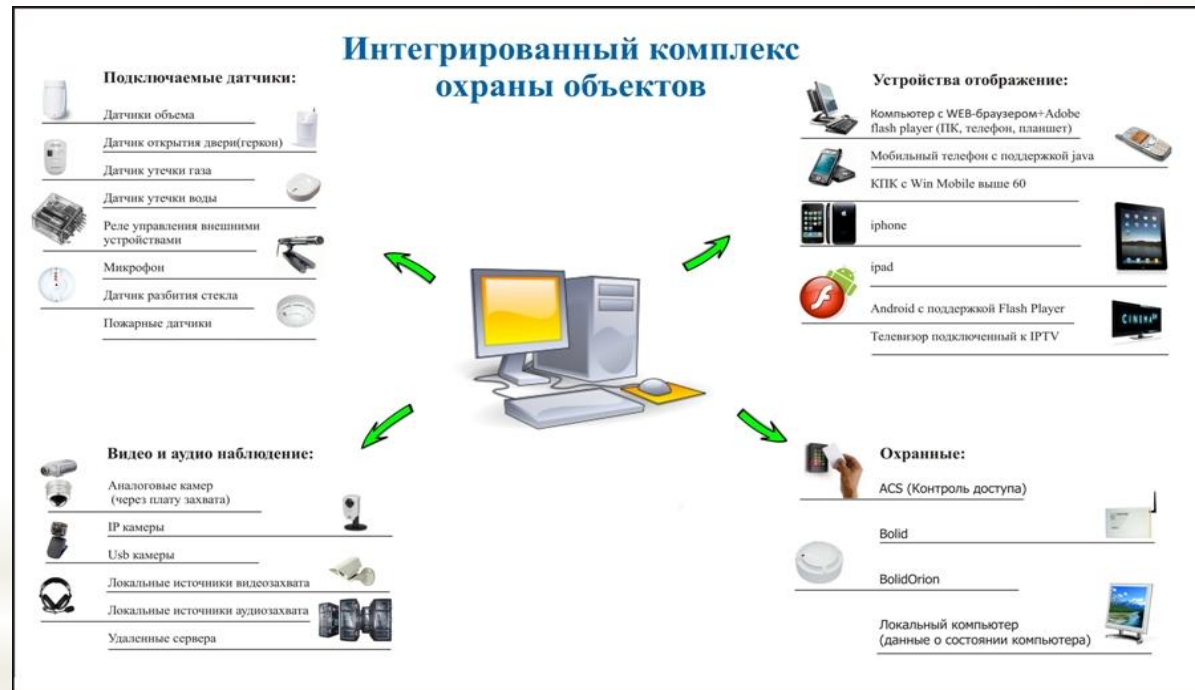 Интегрированный комплекс
охраны объектов
Подключаемые датчики:
Датчики объема
Датчик открытия двери(геркон)
Датчик утечки газа
Датчик утечки воды
Реле управления внешними
устройствами
Микрофон
Датчик разбития стекла
Пожарные датчики
Устройства отображение:
Компьютер с WEB-браузером+Adobe
flash player (ПК, телефон, планшет)
Мобильный телефон с поддержкой java
КПК с Win Mobile выше 60
iphone
ipad
Android с поддержкой Flash Player
Телевизор подключенный к IPTV
CINEMA
Видео и аудио наблюдение:
Аналоговые камер
(через плату захвата)
IP камеры
Usb камеры
Локальные источники видеозахвата
Локальные источники аудиозахвата
Удаленные сервера
Охранные:
ACS (Контроль доступа)
Bolid
BolidOrion
Локальный компьютер
(данные о состоянии компьютера)